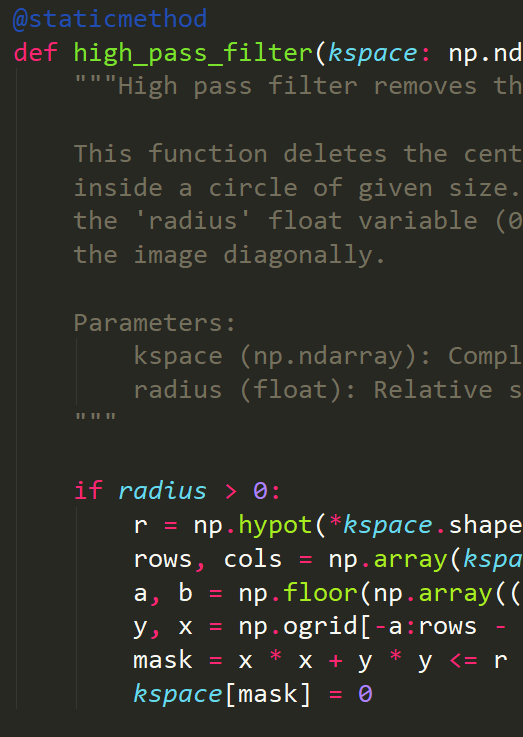 @staticmethod
def high_pass_filter(kspace: np.nd
"""High pass filter removes th
This function deletes the cent
inside a circle of given size.
the 'radius' float variable (0
the image diagonally.
Parameters:
kspace (np.ndarray): Compl
radius (float): Relative s
"""
if radius > 0:
r = np.hypot(*kspace.shape
rows, cols = np.array(kspa
a, b = np.floor(np.array((
y, x = np.ogrid[-a:rows -
mask = x * x + y * y <= r
kspace[mask] = 0